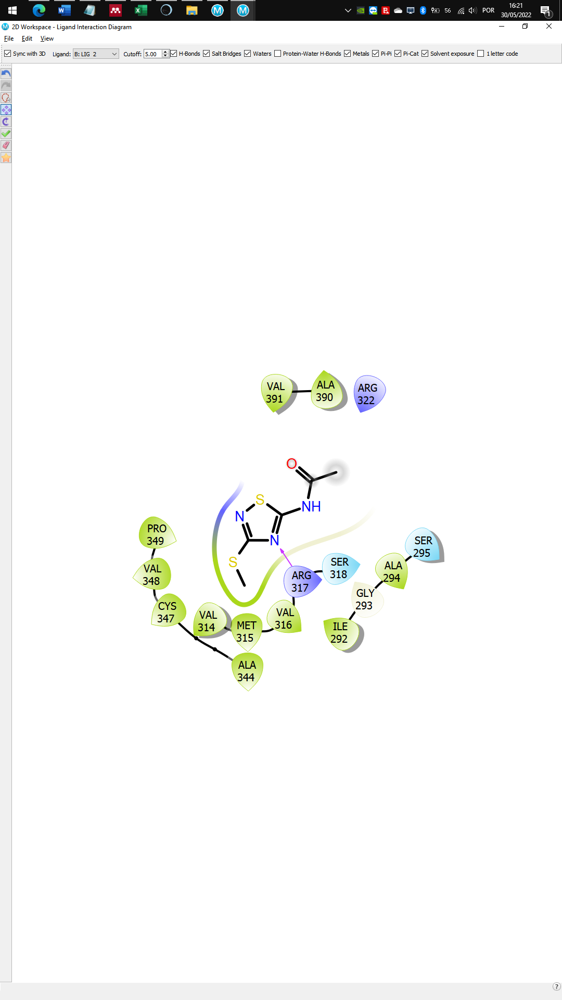 56
POR
16:21
30/05/2022
1
2D Workspace - Ligand Interaction Diagram
File Edit View
Sync with 3D Ligand: B: LIG 2 Cutoff: 5.00 H-Bonds Salt Bridges Waters Protein-Water H-Bonds Metals Pi-Pi Pi-Cat Solvent exposure 1 letter code
VAL
391
ALA
390
ARG
322
O
S
N
NH
N
S
PRO
349
VAL
348
CYS
347
VAL
314
MET
315
VAL
316
ARG
317
SER
318
ALA
344
ILE
292
GLY
293
ALA
294
SER
295
?